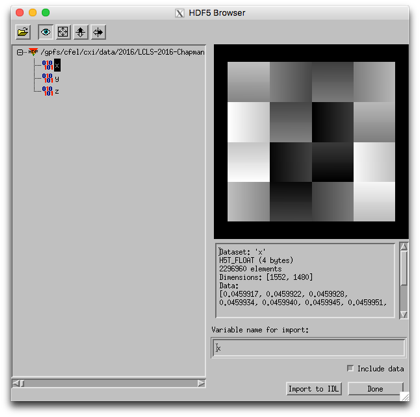 HDF5 Browser
/gpfs/cfel/cxi/data/2016/LCLS-2016-Chapman
x
y
z
Dataset: 'x'
H5T_FLOAT (4 bytes)
2296960 elements
Dimensions: [1552, 1480]
Data:
[0.0459917, 0.0459922, 0.0459928,
0.0459934, 0.0459940, 0.0459945, 0.0459951,
Variable name for import:
x
Include data
Import to IDL
Done